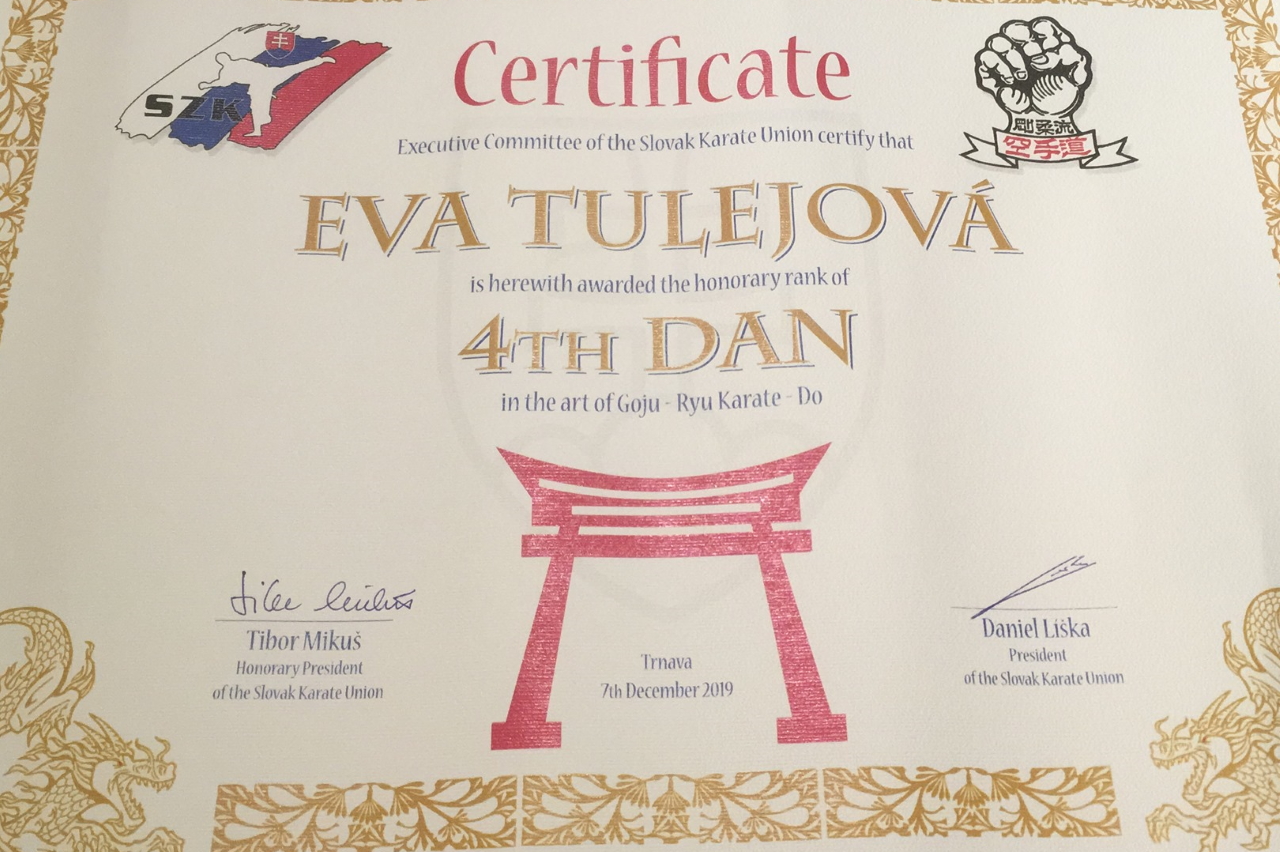 SZK
Certificate
剛柔流
空手道
Executive Committee of the Slovak Karate Union certify that
EVA TULEJOVÁ
is herewith awarded the honorary rank of
4TH DAN
in the art of Goju - Ryu Karate - Do
Tibor Mikuš
Honorary President
of the Slovak Karate Union
Trnava
7th December 2019
Daniel Líška
President
of the Slovak Karate Union